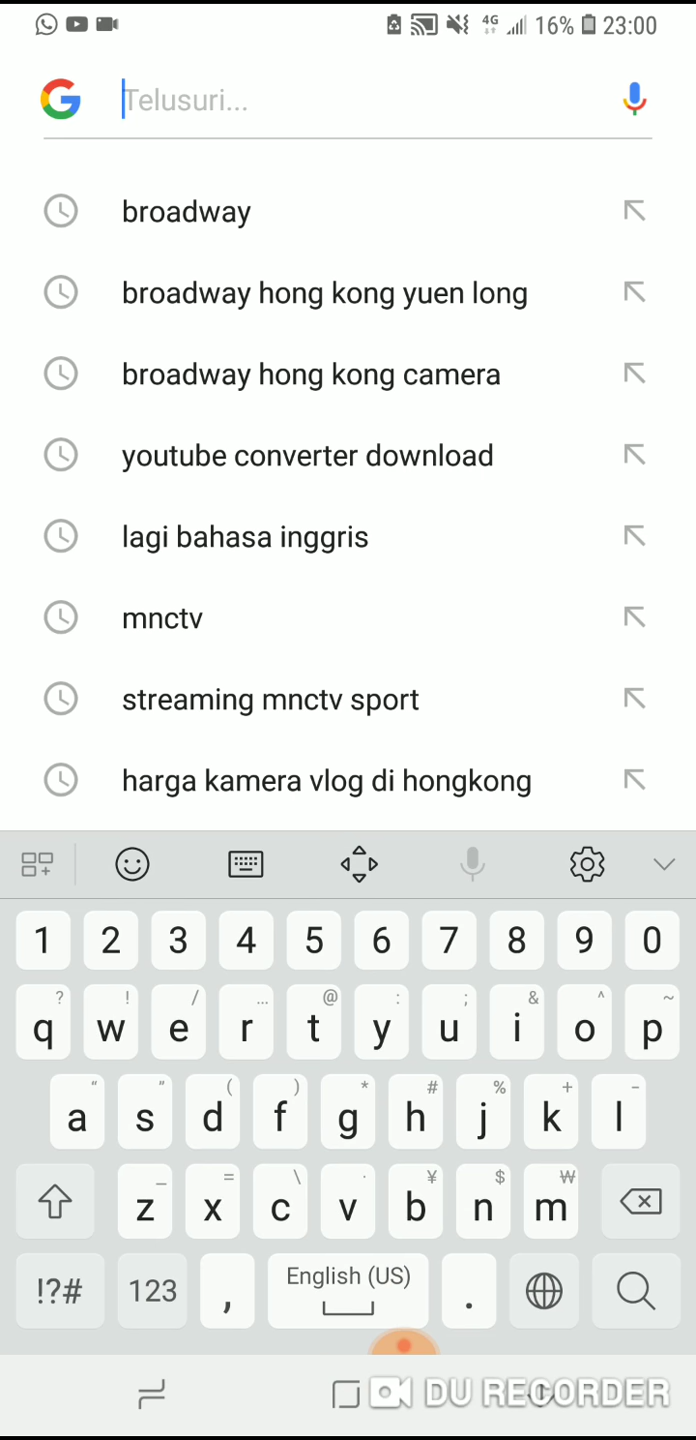 4G 16% 23:00
Telusuri...
broadway
broadway hong kong yuen long
broadway hong kong camera
youtube converter download
lagi bahasa inggris
mnctv
streaming mnctv sport
harga kamera vlog di hongkong
1 2 3 4 5 6 7 8 9 0
? ! / ... @ : ; & ^ ~
q w e r t y u i o p
“ ” ( ) * # % + -
a s d f g h j k l
_ = \ · ¥ $ ₩
z x c v b n m
!?# 123 , English (US) .
DU RECORDER